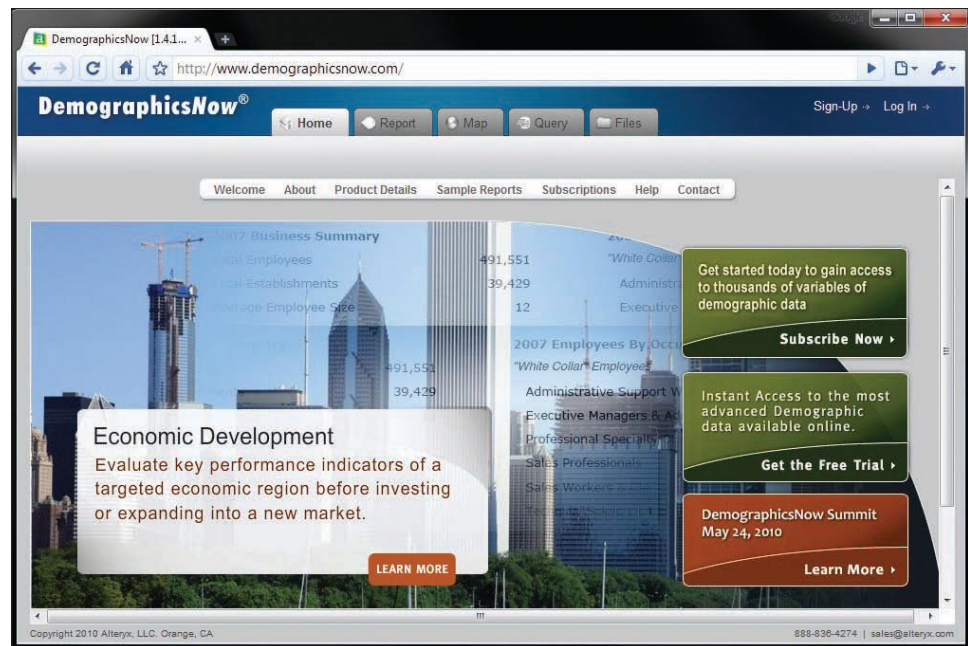 Google
DemographicsNow [1.4.1...
http://www.demographicsnow.com/
DemographicsNow®
Home Report Map Query Files
Sign-Up Log In
Welcome About Product Details Sample Reports Subscriptions Help Contact
2007 Business Summary
Employees 491,551 "White Collar
Establishments 39,429 Administra
Employee Size 12 Executive
2007 Employees By Occu
491,551 "White Collar" Employees
39,429 Administrative Support W
Executive Managers & Ad
Professional Specialty
Sales Professionals
Sales Workers &
Economic Development
Evaluate key performance indicators of a
targeted economic region before investing
or expanding into a new market.
LEARN MORE
Get started today to gain access
to thousands of variables of
demographic data
Subscribe Now
Instant Access to the most
advanced Demographic
data available online.
Get the Free Trial
DemographicsNow Summit
May 24, 2010
Learn More
Copyright 2010 Alteryx, LLC. Orange, CA
888-836-4274 | sales@alteryx.com